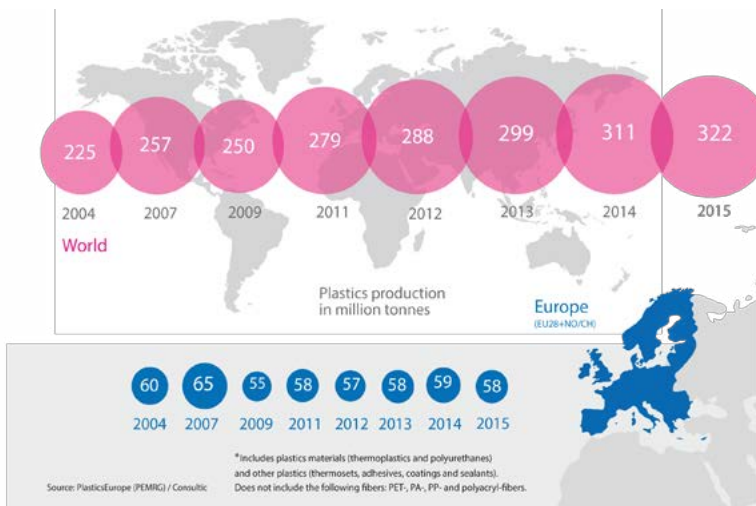 225 257 250 279 288 299 311 322
2004 2007 2009 2011 2012 2013 2014 2015
World
Plastics production
in million tonnes
Europe
(EU28+NO/CH)
60 65 55 58 57 58 59 58
2004 2007 2009 2011 2012 2013 2014 2015
*Includes plastics materials (thermoplastics and polyurethanes)
and other plastics (thermosets, adhesives, coatings and sealants).
Source: PlasticsEurope (PEMRG) / Consultic
Does not include the following fibers: PET-, PA-, PP- and polyacryl-fibers.